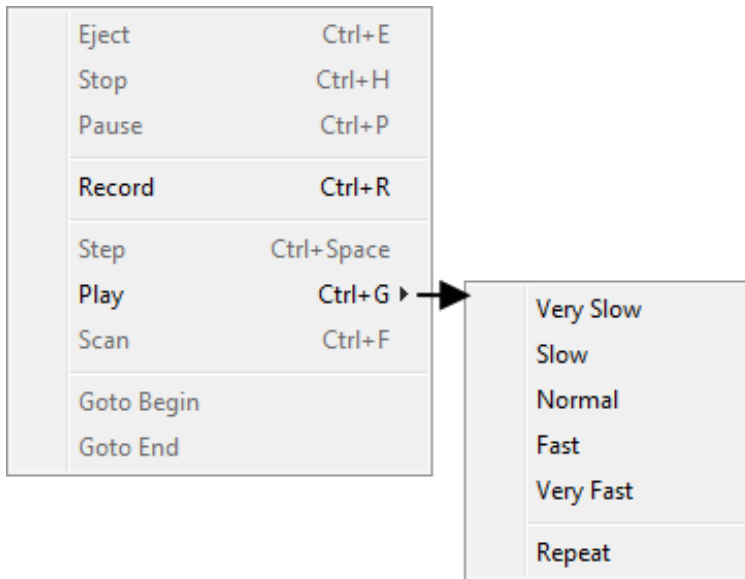 Eject Ctrl+E
Stop Ctrl+H
Pause Ctrl+P
Record Ctrl+R
Step Ctrl+Space
Play Ctrl+G
Scan Ctrl+F
Goto Begin
Goto End
Very Slow
Slow
Normal
Fast
Very Fast
Repeat